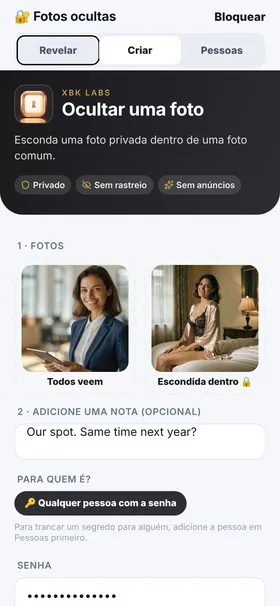 🔐 Fotos ocultas
Bloquear
Revelar
Criar
Pessoas
XBK LABS
Ocultar uma foto
Esconda uma foto privada dentro de uma foto
comum.
Privado
Sem rastreio
Sem anúncios
1 · FOTOS
Todos veem
Escondida dentro 🔒
2 · ADICIONE UMA NOTA (OPCIONAL)
Our spot. Same time next year?
PARA QUEM É?
🔑 Qualquer pessoa com a senha
Para trancar um segredo para alguém, adicione a pessoa em
Pessoas primeiro.
SENHA
••••••••••••••